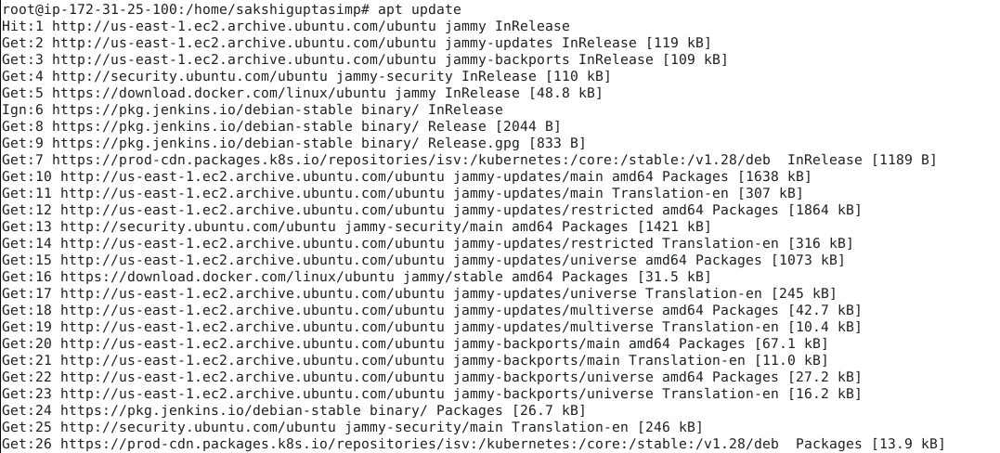 root@ip-172-31-25-100:/home/sakshiguptasimp# apt update
Hit:1 http://us-east-1.ec2.archive.ubuntu.com/ubuntu jammy InRelease
Get:2 http://us-east-1.ec2.archive.ubuntu.com/ubuntu jammy-updates InRelease [119 kB]
Get:3 http://us-east-1.ec2.archive.ubuntu.com/ubuntu jammy-backports InRelease [109 kB]
Get:4 http://security.ubuntu.com/ubuntu jammy-security InRelease [110 kB]
Get:5 https://download.docker.com/linux/ubuntu jammy InRelease [48.8 kB]
Ign:6 https://pkg.jenkins.io/debian-stable binary/ InRelease
Get:8 https://pkg.jenkins.io/debian-stable binary/ Release [2044 B]
Get:9 https://pkg.jenkins.io/debian-stable binary/ Release.gpg [833 B]
Get:7 https://prod-cdn.packages.k8s.io/repositories/isv:/kubernetes:/core:/stable:/v1.28/deb  InRelease [1189 B]
Get:10 http://us-east-1.ec2.archive.ubuntu.com/ubuntu jammy-updates/main amd64 Packages [1638 kB]
Get:11 http://us-east-1.ec2.archive.ubuntu.com/ubuntu jammy-updates/main Translation-en [307 kB]
Get:12 http://us-east-1.ec2.archive.ubuntu.com/ubuntu jammy-updates/restricted amd64 Packages [1864 kB]
Get:13 http://security.ubuntu.com/ubuntu jammy-security/main amd64 Packages [1421 kB]
Get:14 http://us-east-1.ec2.archive.ubuntu.com/ubuntu jammy-updates/restricted Translation-en [316 kB]
Get:15 http://us-east-1.ec2.archive.ubuntu.com/ubuntu jammy-updates/universe amd64 Packages [1073 kB]
Get:16 https://download.docker.com/linux/ubuntu jammy/stable amd64 Packages [31.5 kB]
Get:17 http://us-east-1.ec2.archive.ubuntu.com/ubuntu jammy-updates/universe Translation-en [245 kB]
Get:18 http://us-east-1.ec2.archive.ubuntu.com/ubuntu jammy-updates/multiverse amd64 Packages [42.7 kB]
Get:19 http://us-east-1.ec2.archive.ubuntu.com/ubuntu jammy-updates/multiverse Translation-en [10.4 kB]
Get:20 http://us-east-1.ec2.archive.ubuntu.com/ubuntu jammy-backports/main amd64 Packages [67.1 kB]
Get:21 http://us-east-1.ec2.archive.ubuntu.com/ubuntu jammy-backports/main Translation-en [11.0 kB]
Get:22 http://us-east-1.ec2.archive.ubuntu.com/ubuntu jammy-backports/universe amd64 Packages [27.2 kB]
Get:23 http://us-east-1.ec2.archive.ubuntu.com/ubuntu jammy-backports/universe Translation-en [16.2 kB]
Get:24 https://pkg.jenkins.io/debian-stable binary/ Packages [26.7 kB]
Get:25 http://security.ubuntu.com/ubuntu jammy-security/main Translation-en [246 kB]
Get:26 https://prod-cdn.packages.k8s.io/repositories/isv:/kubernetes:/core:/stable:/v1.28/deb  Packages [13.9 kB]